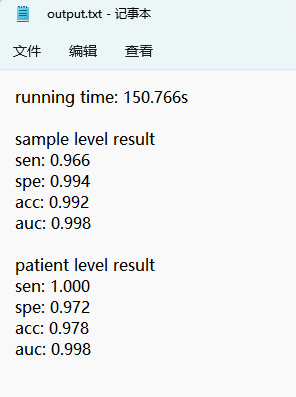 output.txt - 记事本
文件 编辑 查看
running time: 150.766s
sample level result
sen: 0.966
spe: 0.994
acc: 0.992
auc: 0.998
patient level result
sen: 1.000
spe: 0.972
acc: 0.978
auc: 0.998